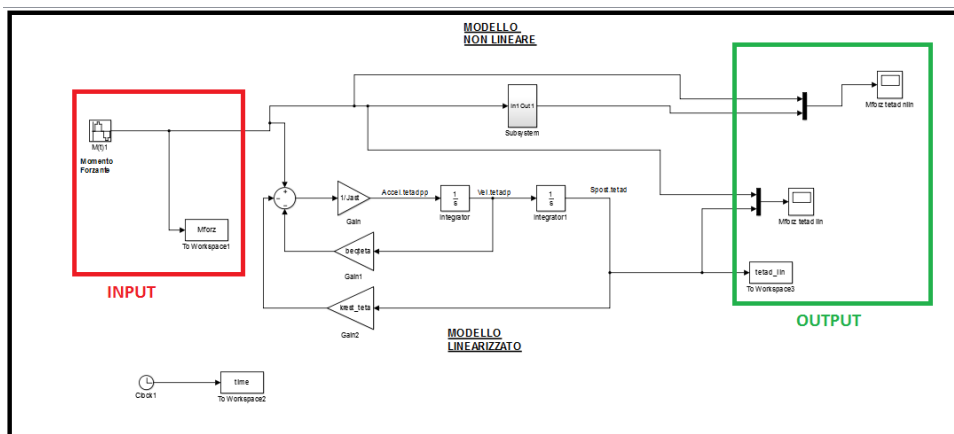 MODELLO
NON LINEARE
In1 Out1
Subsystem
Mforz tetad nlin
M(t)1
Momento
Forzante
Mforz
To Workspace1
INPUT
1/Jast
Gain
Accel.tetadpp
1
s
Integrator
Vel.tetadp
1
s
Integrator1
Spost.tetad
beqteta
Gain1
krest_teta
Gain2
Mforz tetad lin
tetad_lin
To Workspace3
OUTPUT
MODELLO
LINEARIZZATO
Clock1
time
To Workspace2